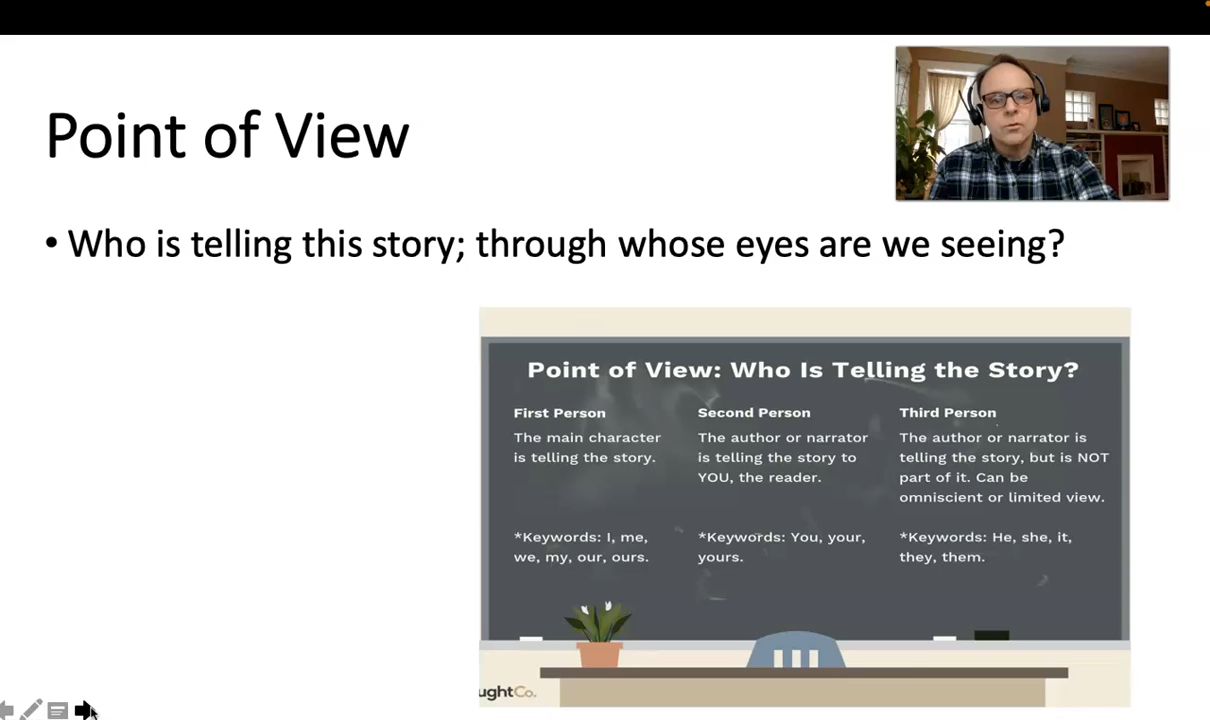 Point of View
• Who is telling this story; through whose eyes are we seeing?
Point of View: Who Is Telling the Story?
First Person
The main character
is telling the story.
*Keywords: I, me,
we, my, our, ours.
Second Person
The author or narrator
is telling the story to
YOU, the reader.
*Keywords: You, your,
yours.
Third Person
The author or narrator is
telling the story, but is NOT
part of it. Can be
omniscient or limited view.
*Keywords: He, she, it,
they, them.
ughtCo.